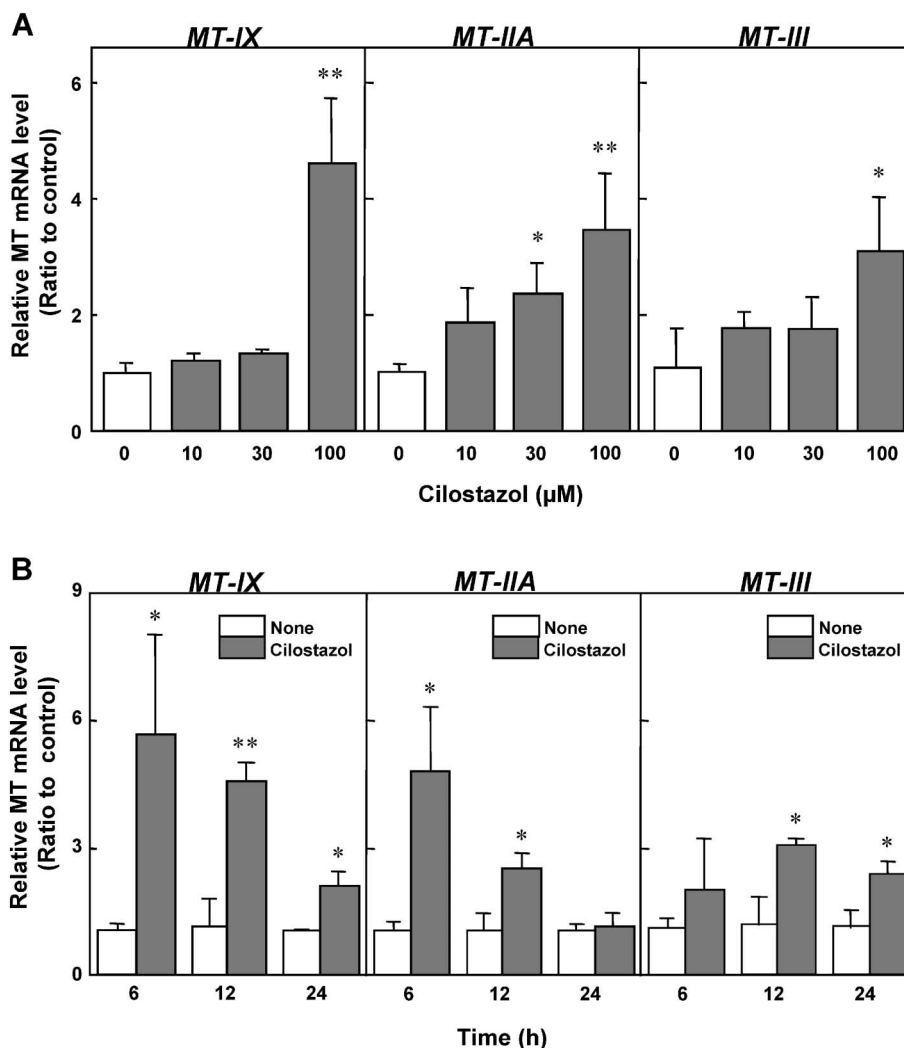 A
MT-IX MT-IIA MT-III
Relative MT mRNA level
(Ratio to control)
6
4
2
0
** * ** *
0 10 30 100 0 10 30 100 0 10 30 100
Cilostazol (µM)
B
MT-IX MT-IIA MT-III
Relative MT mRNA level
(Ratio to control)
9
6
3
0
None None None
Cilostazol Cilostazol Cilostazol
* ** * * * * *
6 12 24 6 12 24 6 12 24
Time (h)